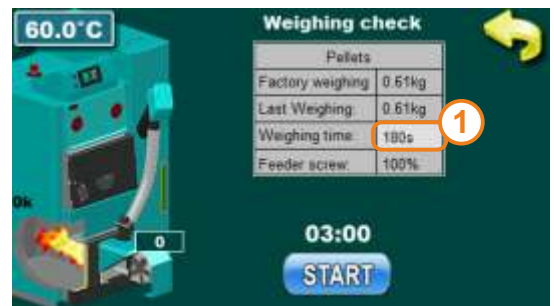 60.0°C
Weighing check
Pellets
Factory weighing 0.61kg
Last Weighing: 0.61kg
Weighing time: 180s
1
Feeder screw: 100%
0k
0
03:00
START